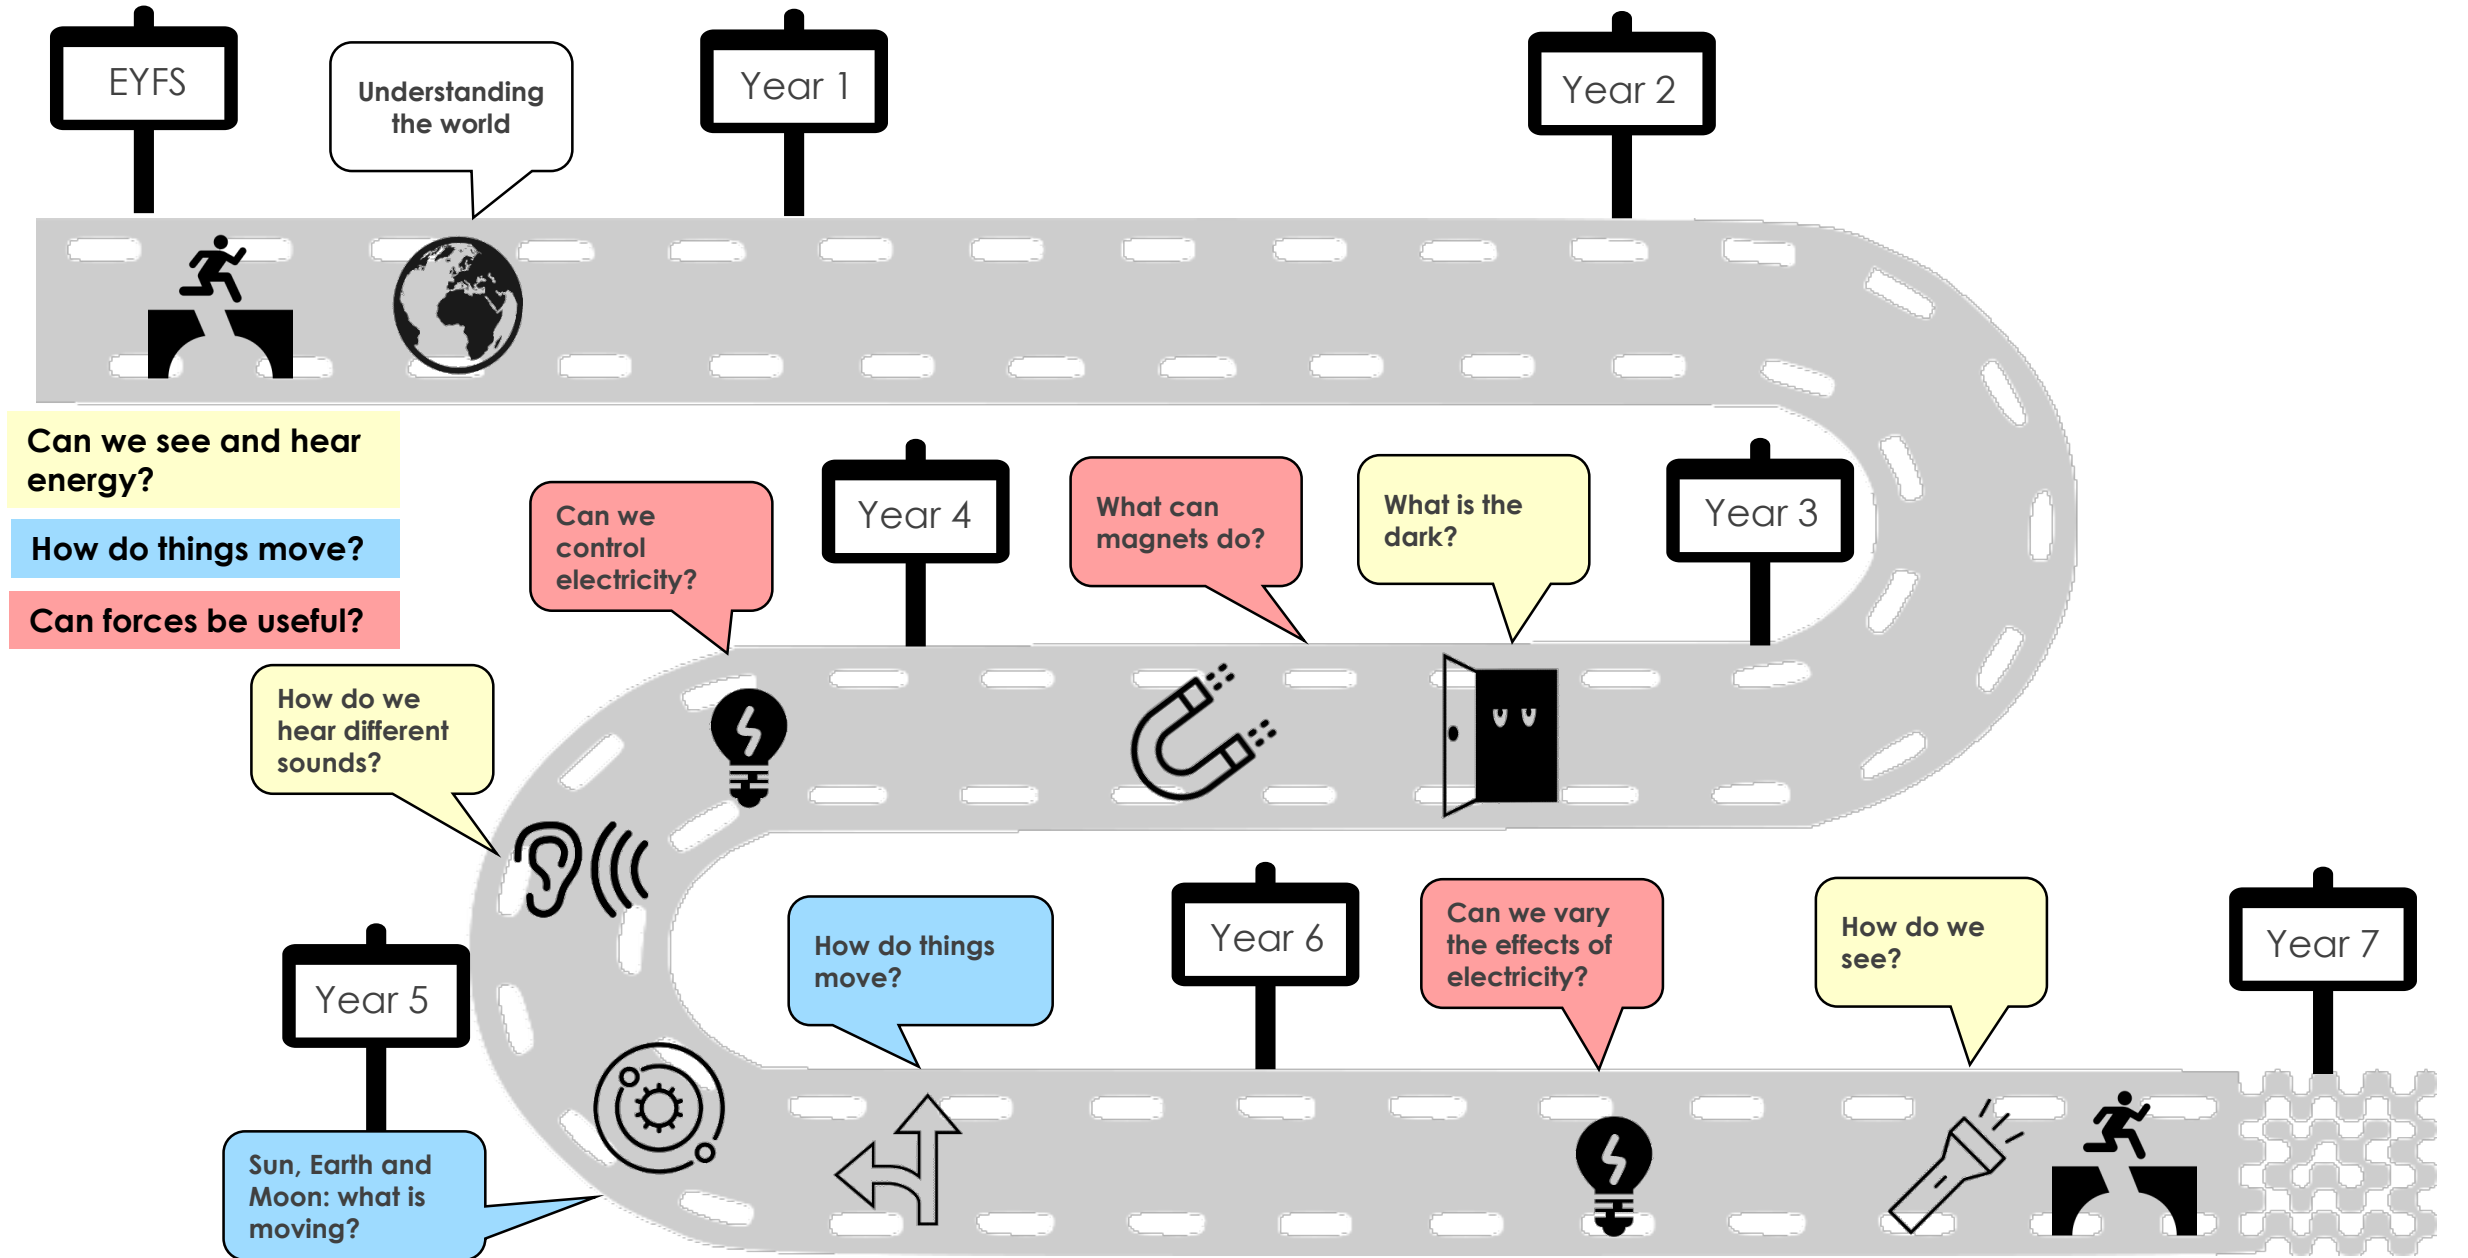 EYFS
Understanding
the world
Year 1
Year 2
Can we see and hear
energy?
How do things move?
Can forces be useful?
Year 3
What is the
dark?
What can
magnets do?
Year 4
Can we
control
electricity?
How do we
hear different
sounds?
Year 5
Sun, Earth and
Moon: what is
moving?
How do things
move?
Year 6
Can we vary
the effects of
electricity?
How do we
see?
Year 7